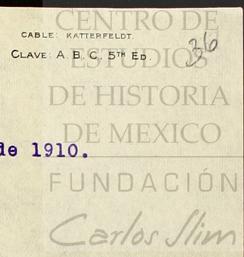 CENTRO DE
CABLE: KATTERFELDT.
36
ESTUDIOS
CLAVE: A. B. C. 5TH ED.
DE HISTORIA
DE MEXICO
de 1910.
FUNDACIÓN
Carlos Slim